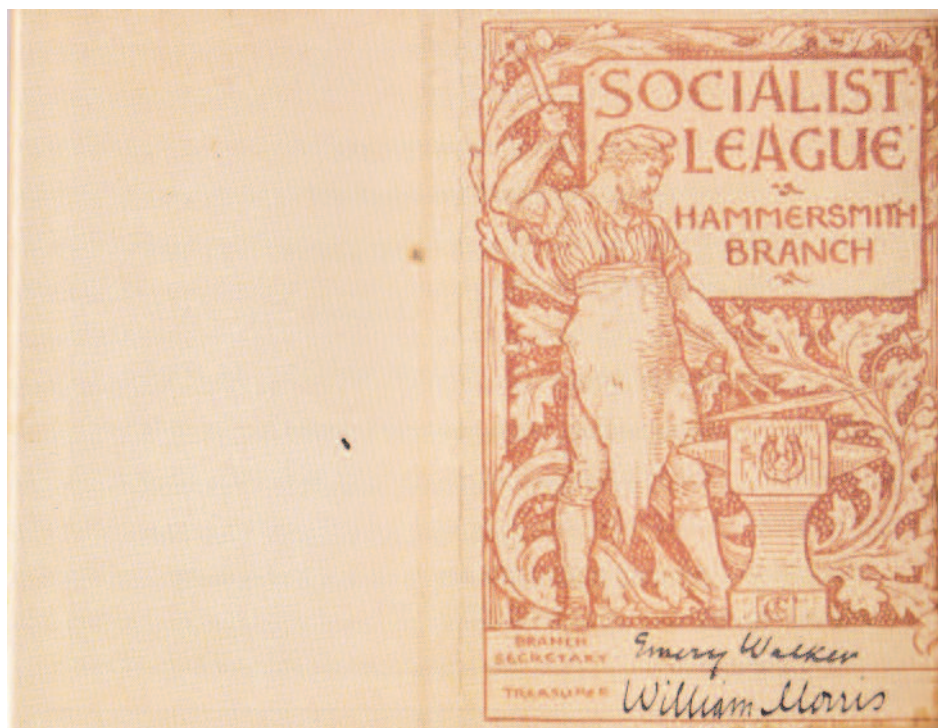 SOCIALIST
LEAGUE
HAMMERSMITH
BRANCH
BRANCH
SECRETARY Emery Walker
TREASURER William Morris